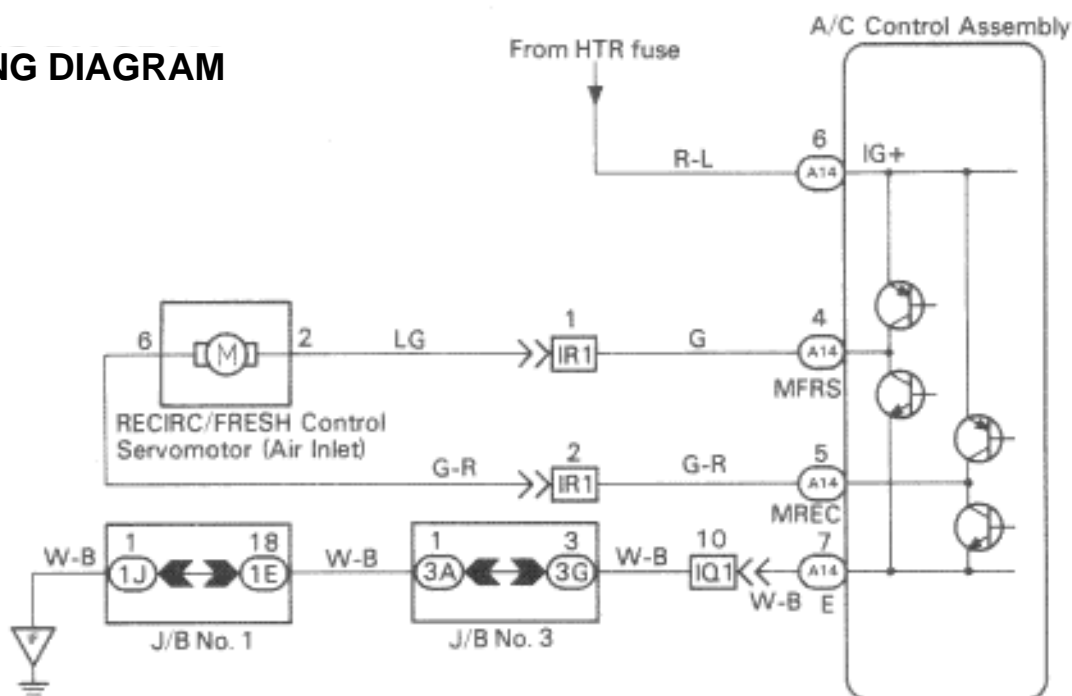 NG DIAGRAM
From HTR fuse
A/C Control Assembly
R-L
6
A14
IG+
6
M
2
LG
1
IR1
G
4
A14
MFRS
RECIRC/FRESH Control
Servomotor (Air Inlet)
G-R
2
IR1
G-R
5
A14
MREC
W-B
1
1J
18
1E
W-B
1
3A
3
3G
W-B
10
IQ1
W-B
7
A14
E
J/B No. 1
J/B No. 3